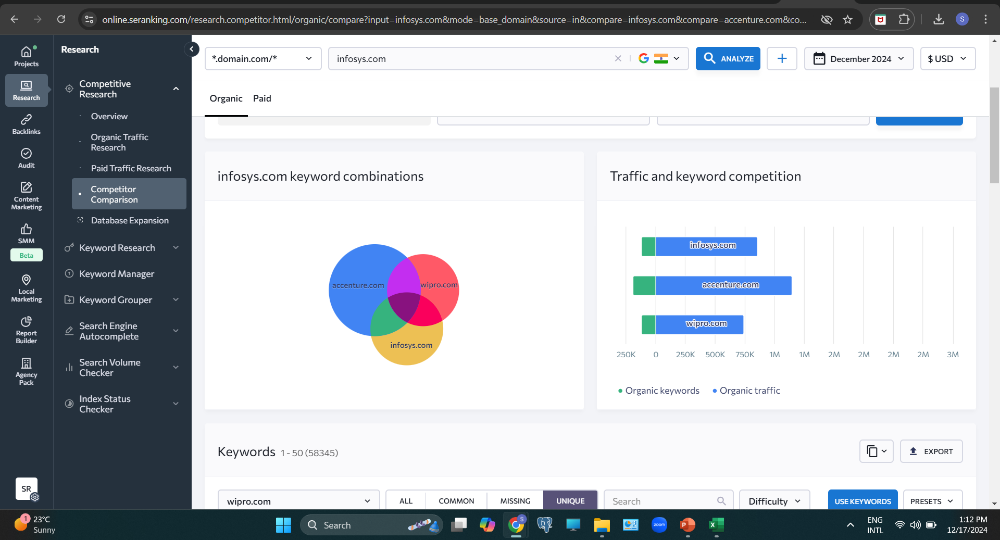 online.seranking.com/research.competitor.html/organic/compare?input=infosys.com&mode=base_domain&source=in&compare=infosys.com&compare=accenture.com&co...
S
Projects
Research
Backlinks
Audit
Content
Marketing
SMM
Beta
Local
Marketing
Report
Builder
Agency
Pack
SR
Research
Competitive
Research
Overview
Organic Traffic
Research
Paid Traffic Research
Competitor
Comparison
Database Expansion
Keyword Research
Keyword Manager
Keyword Grouper
Search Engine
Autocomplete
Search Volume
Checker
Index Status
Checker
*.domain.com/*
infosys.com
ANALYZE
December 2024
$ USD
Organic Paid
infosys.com keyword combinations
accenture.com
wipro.com
infosys.com
Traffic and keyword competition
infosys.com
accenture.com
wipro.com
250K 0 250K 500K 750K 1M 1M 2M 2M 2M 2M 3M
Organic keywords Organic traffic
Keywords 1 - 50 (58345)
EXPORT
wipro.com
ALL COMMON MISSING UNIQUE
Search
Difficulty
USE KEYWORDS
PRESETS
1
23°C
Sunny
Search
S
zoom
P
X
ENG
INTL
1:12 PM
12/17/2024